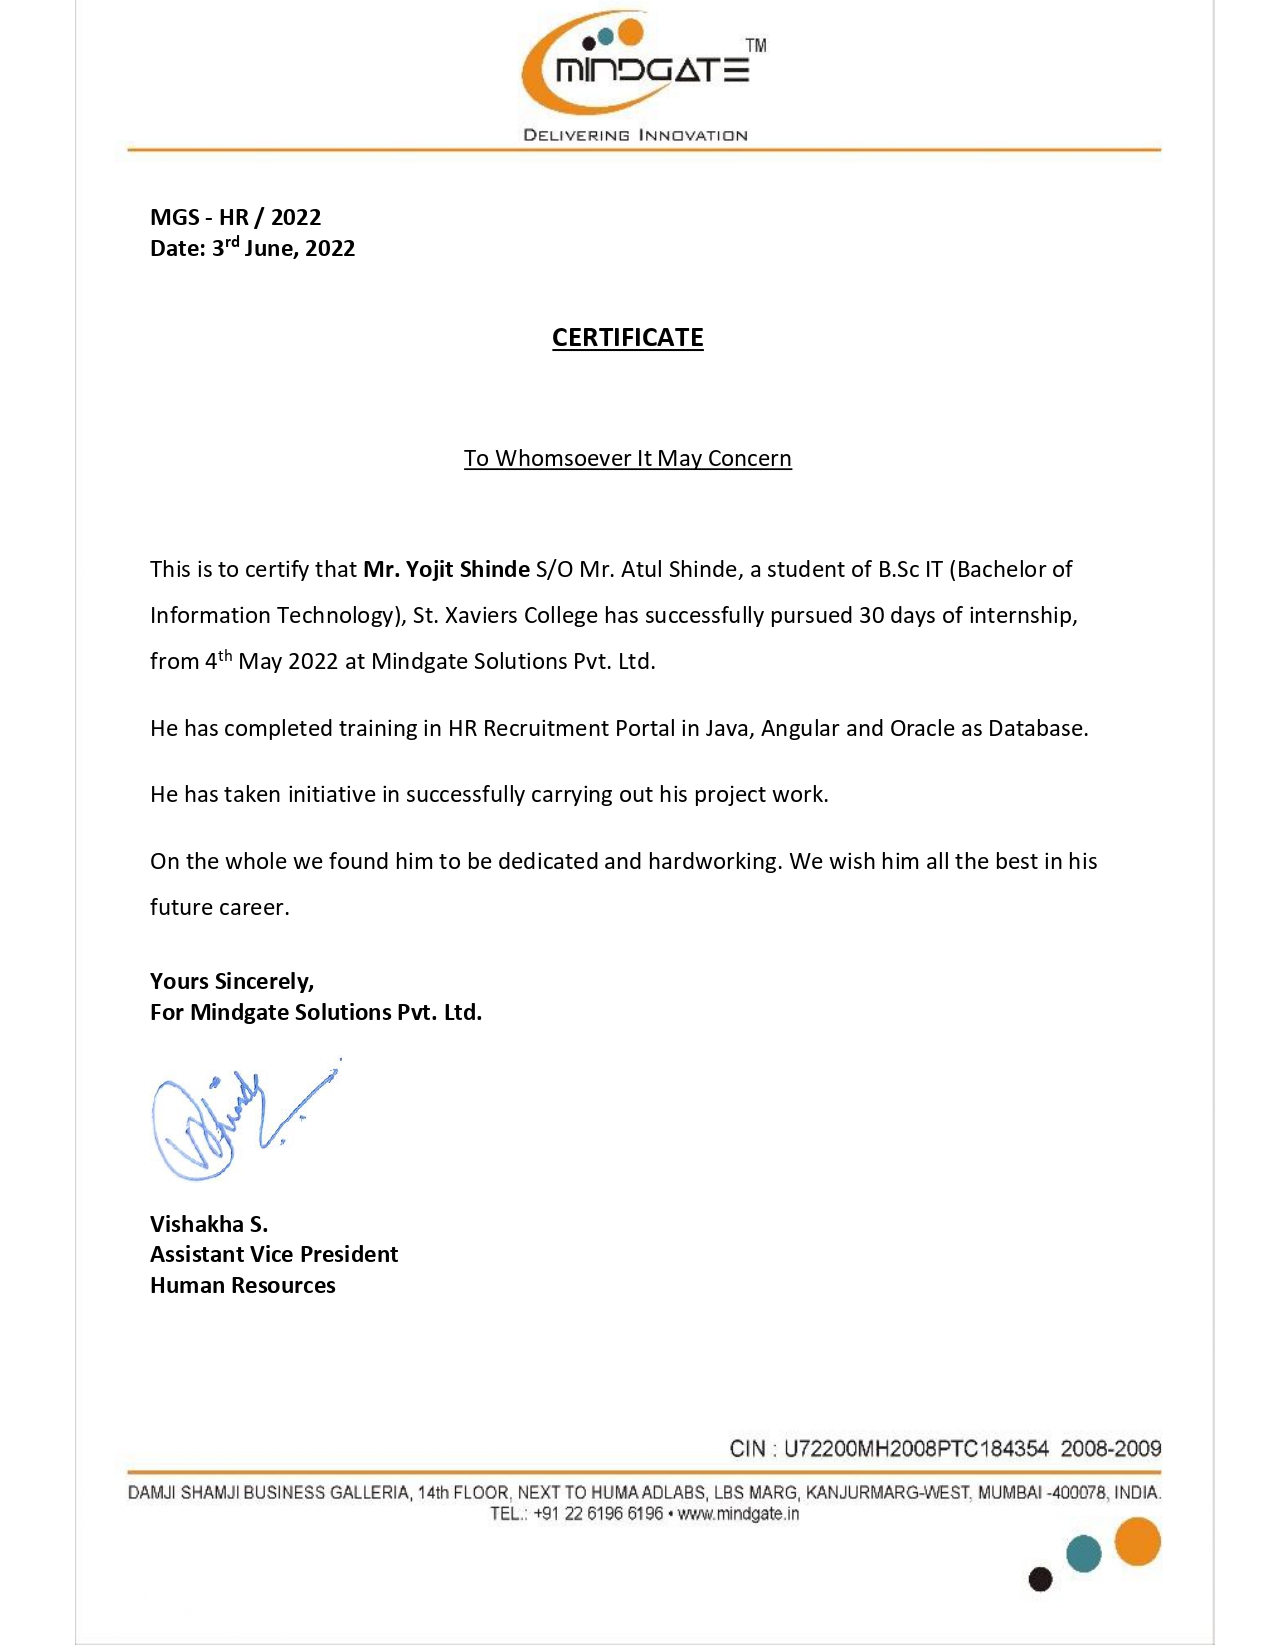 MINDGATE TM
DELIVERING INNOVATION
MGS - HR / 2022
Date: 3rd June, 2022
CERTIFICATE
To Whomsoever It May Concern
This is to certify that Mr. Yojit Shinde S/O Mr. Atul Shinde, a student of B.Sc IT (Bachelor of
Information Technology), St. Xaviers College has successfully pursued 30 days of internship,
from 4th May 2022 at Mindgate Solutions Pvt. Ltd.
He has completed training in HR Recruitment Portal in Java, Angular and Oracle as Database.
He has taken initiative in successfully carrying out his project work.
On the whole we found him to be dedicated and hardworking. We wish him all the best in his
future career.
Yours Sincerely,
For Mindgate Solutions Pvt. Ltd.
VShinde
Vishakha S.
Assistant Vice President
Human Resources
CIN : U72200MH2008PTC184354 2008-2009
DAMJI SHAMJI BUSINESS GALLERIA, 14th FLOOR, NEXT TO HUMA ADLABS, LBS MARG, KANJURMARG-WEST, MUMBAI -400078, INDIA.
TEL.: +91 22 6196 6196 • www.mindgate.in